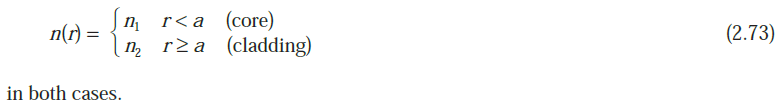 n(r) = { n₁ r < a (core)
n₂ r ≥ a (cladding)
(2.73)
in both cases.